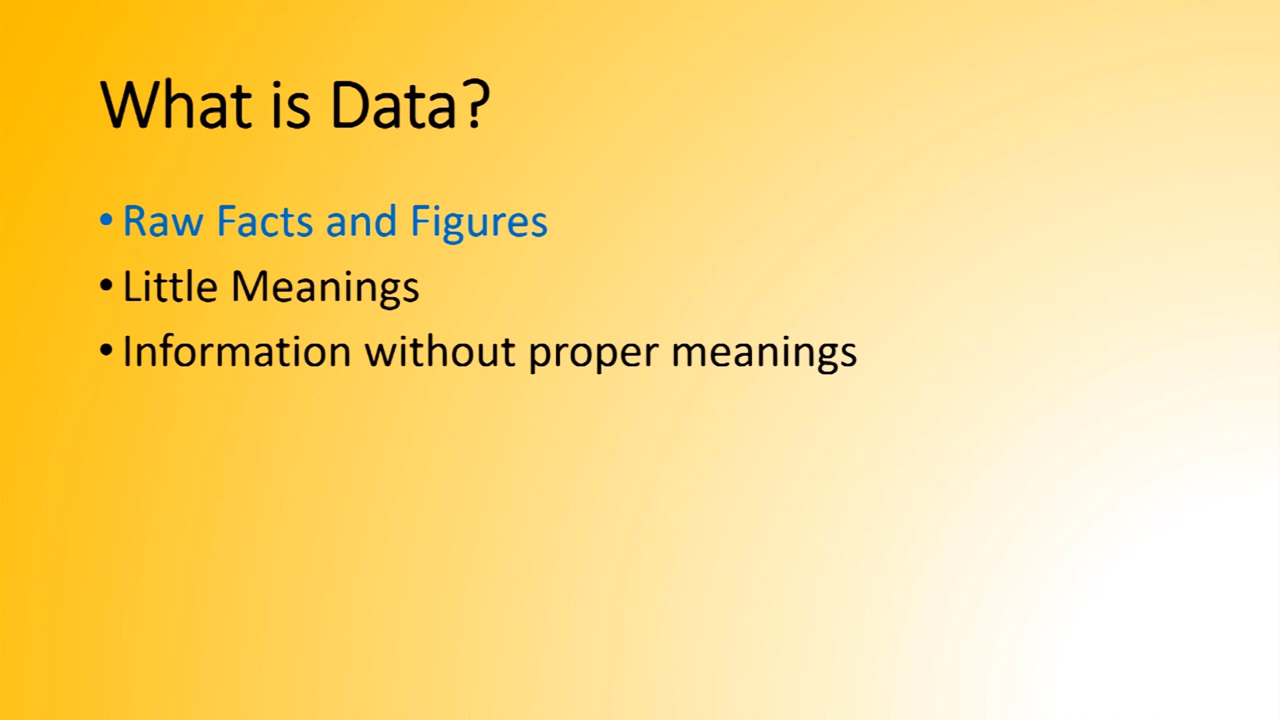 What is Data?
• Raw Facts and Figures
• Little Meanings
• Information without proper meanings